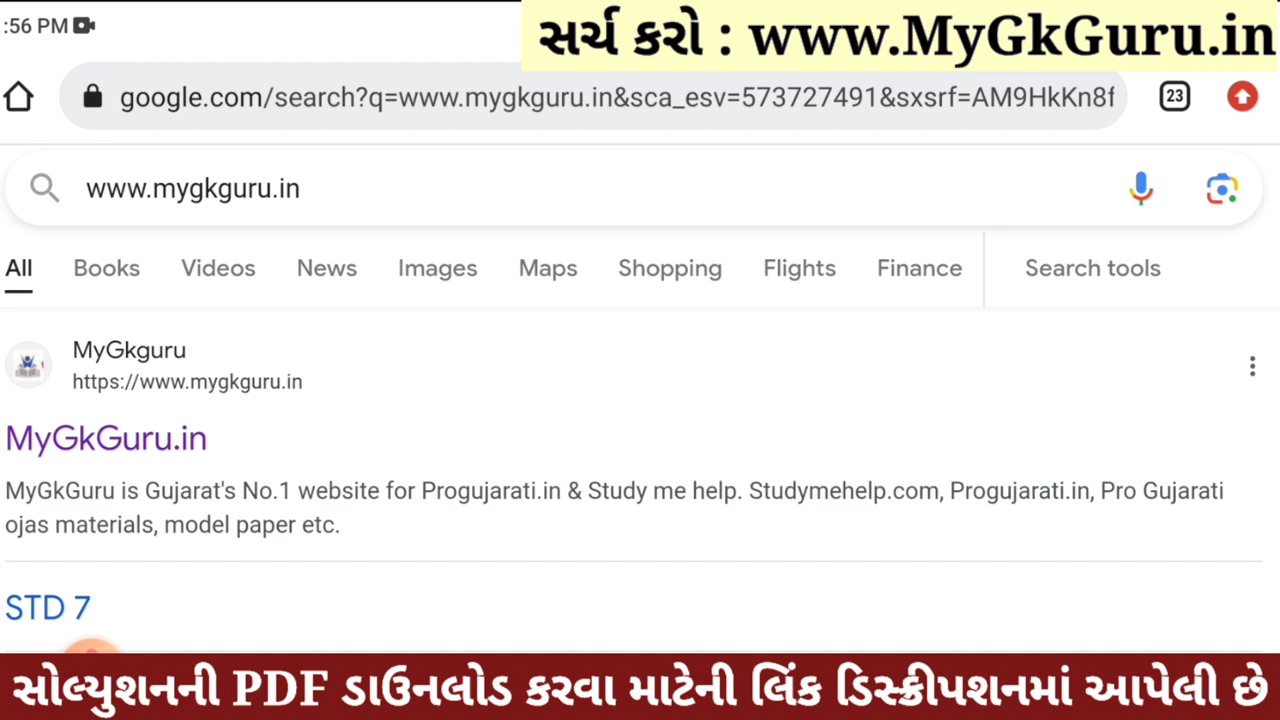 :56 PM
સર્ચ કરો : www.MyGkGuru.in
google.com/search?q=www.mygkguru.in&sca_esv=573727491&sxsrf=AM9HkKn8f
23
www.mygkguru.in
All Books Videos News Images Maps Shopping Flights Finance Search tools
MyGkguru
https://www.mygkguru.in
MyGkGuru.in
MyGkGuru is Gujarat's No.1 website for Progujarati.in & Study me help. Studymehelp.com, Progujarati.in, Pro Gujarati
ojas materials, model paper etc.
STD 7
સોલ્યુશનની PDF ડાઉનલોડ કરવા માટેની લિંક ડિસ્ક્રીપશનમાં આપેલી છે